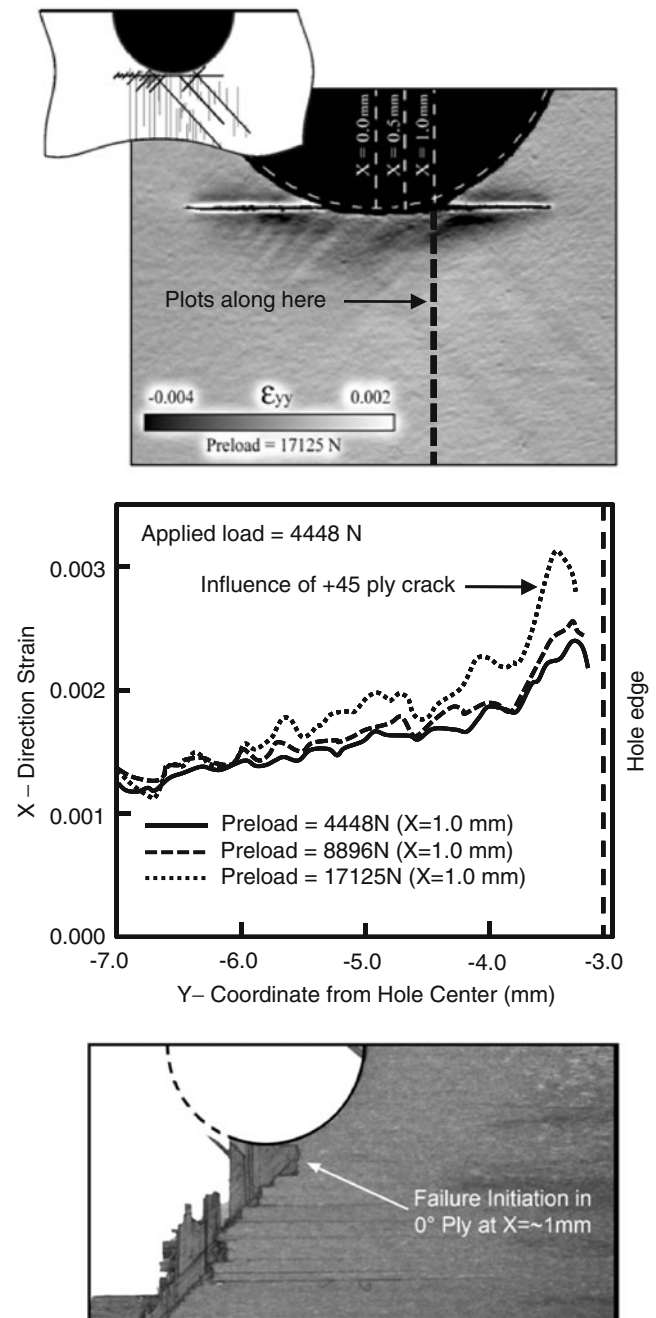 X = 0.0mm
X = 0.5mm
X = 1.0mm
Plots along here
-0.004 εyy 0.002
Preload = 17125 N
Applied load = 4448 N
Influence of +45 ply crack
X – Direction Strain
0.003
0.002
0.001
0.000
Hole edge
Preload = 4448N (X=1.0 mm)
Preload = 8896N (X=1.0 mm)
Preload = 17125N (X=1.0 mm)
-7.0 -6.0 -5.0 -4.0 -3.0
Y– Coordinate from Hole Center (mm)
Failure Initiation in
0° Ply at X=~1mm